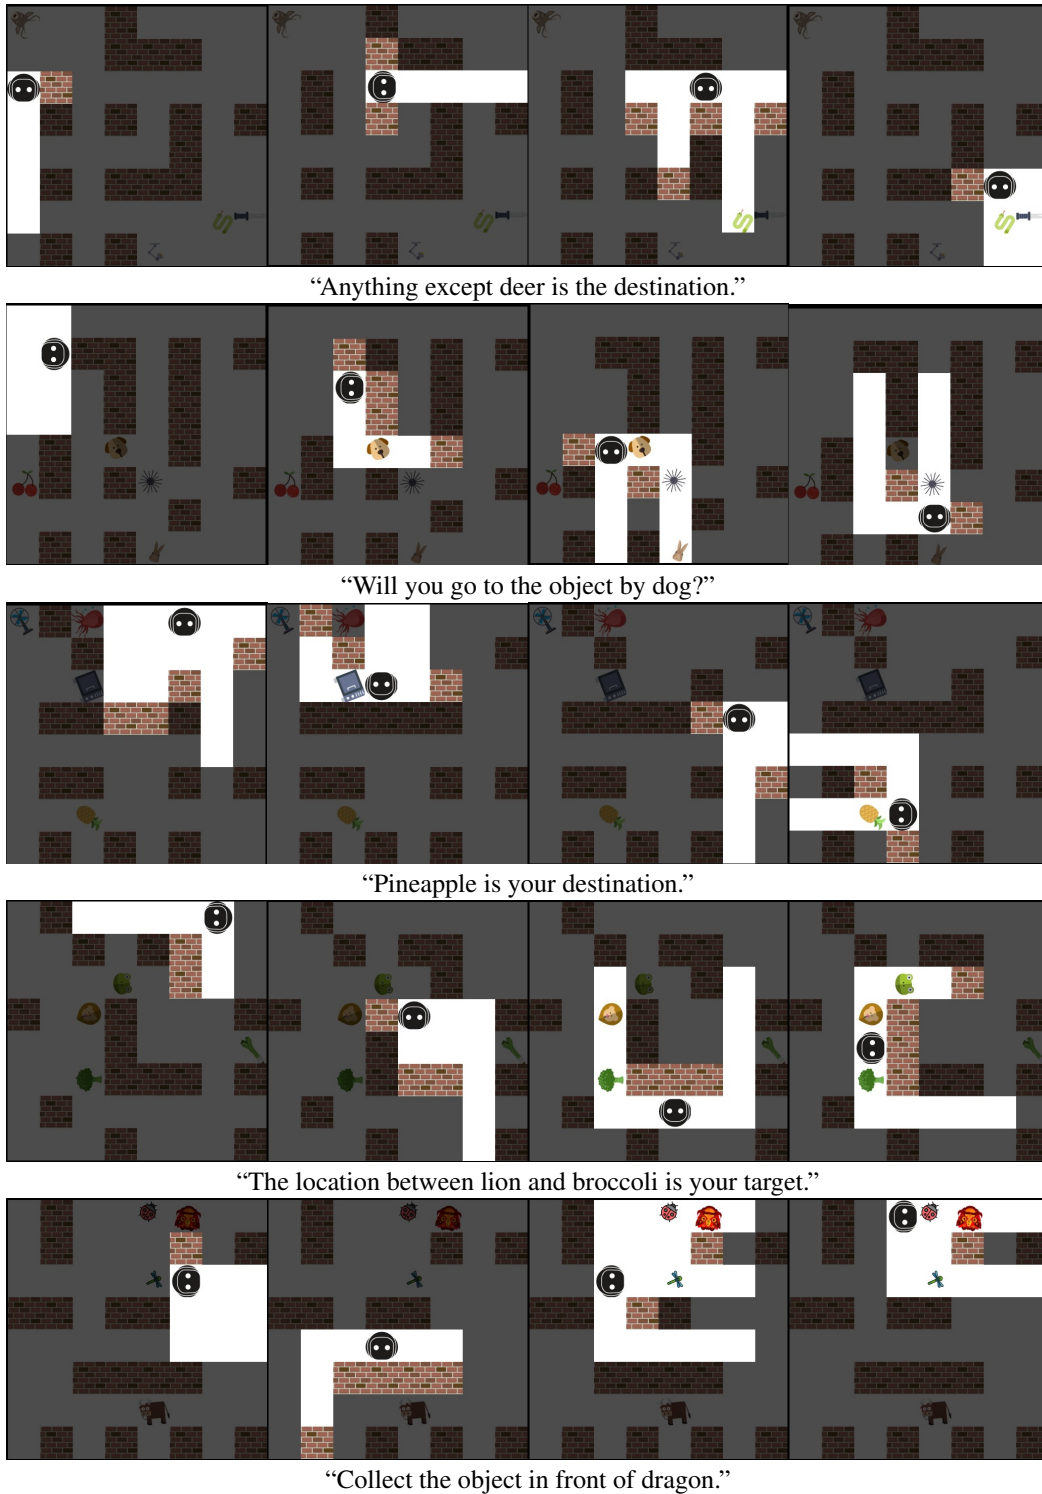 “Anything except deer is the destination.”
“Will you go to the object by dog?”
“Pineapple is your destination.”
“The location between lion and broccoli is your target.”
“Collect the object in front of dragon.”